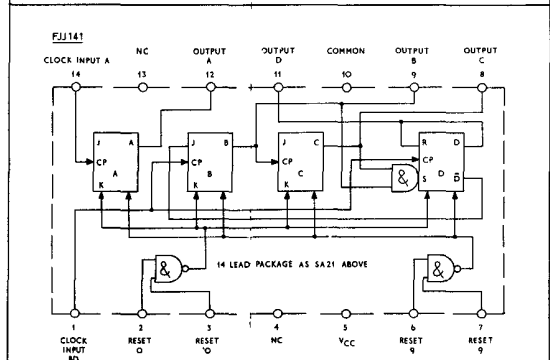 FJJ141
CLOCK INPUT A NC OUTPUT A OUTPUT D COMMON OUTPUT B OUTPUT C
14 13 12 11 10 9 8
J A CP A K
J B CP B K
J C CP C K
R D CP S D D
&
& 14 LEAD PACKAGE AS SA21 ABOVE &
1 2 3 4 5 6 7
CLOCK INPUT BD RESET O RESET 'O NC VCC RESET 9 RESET 9